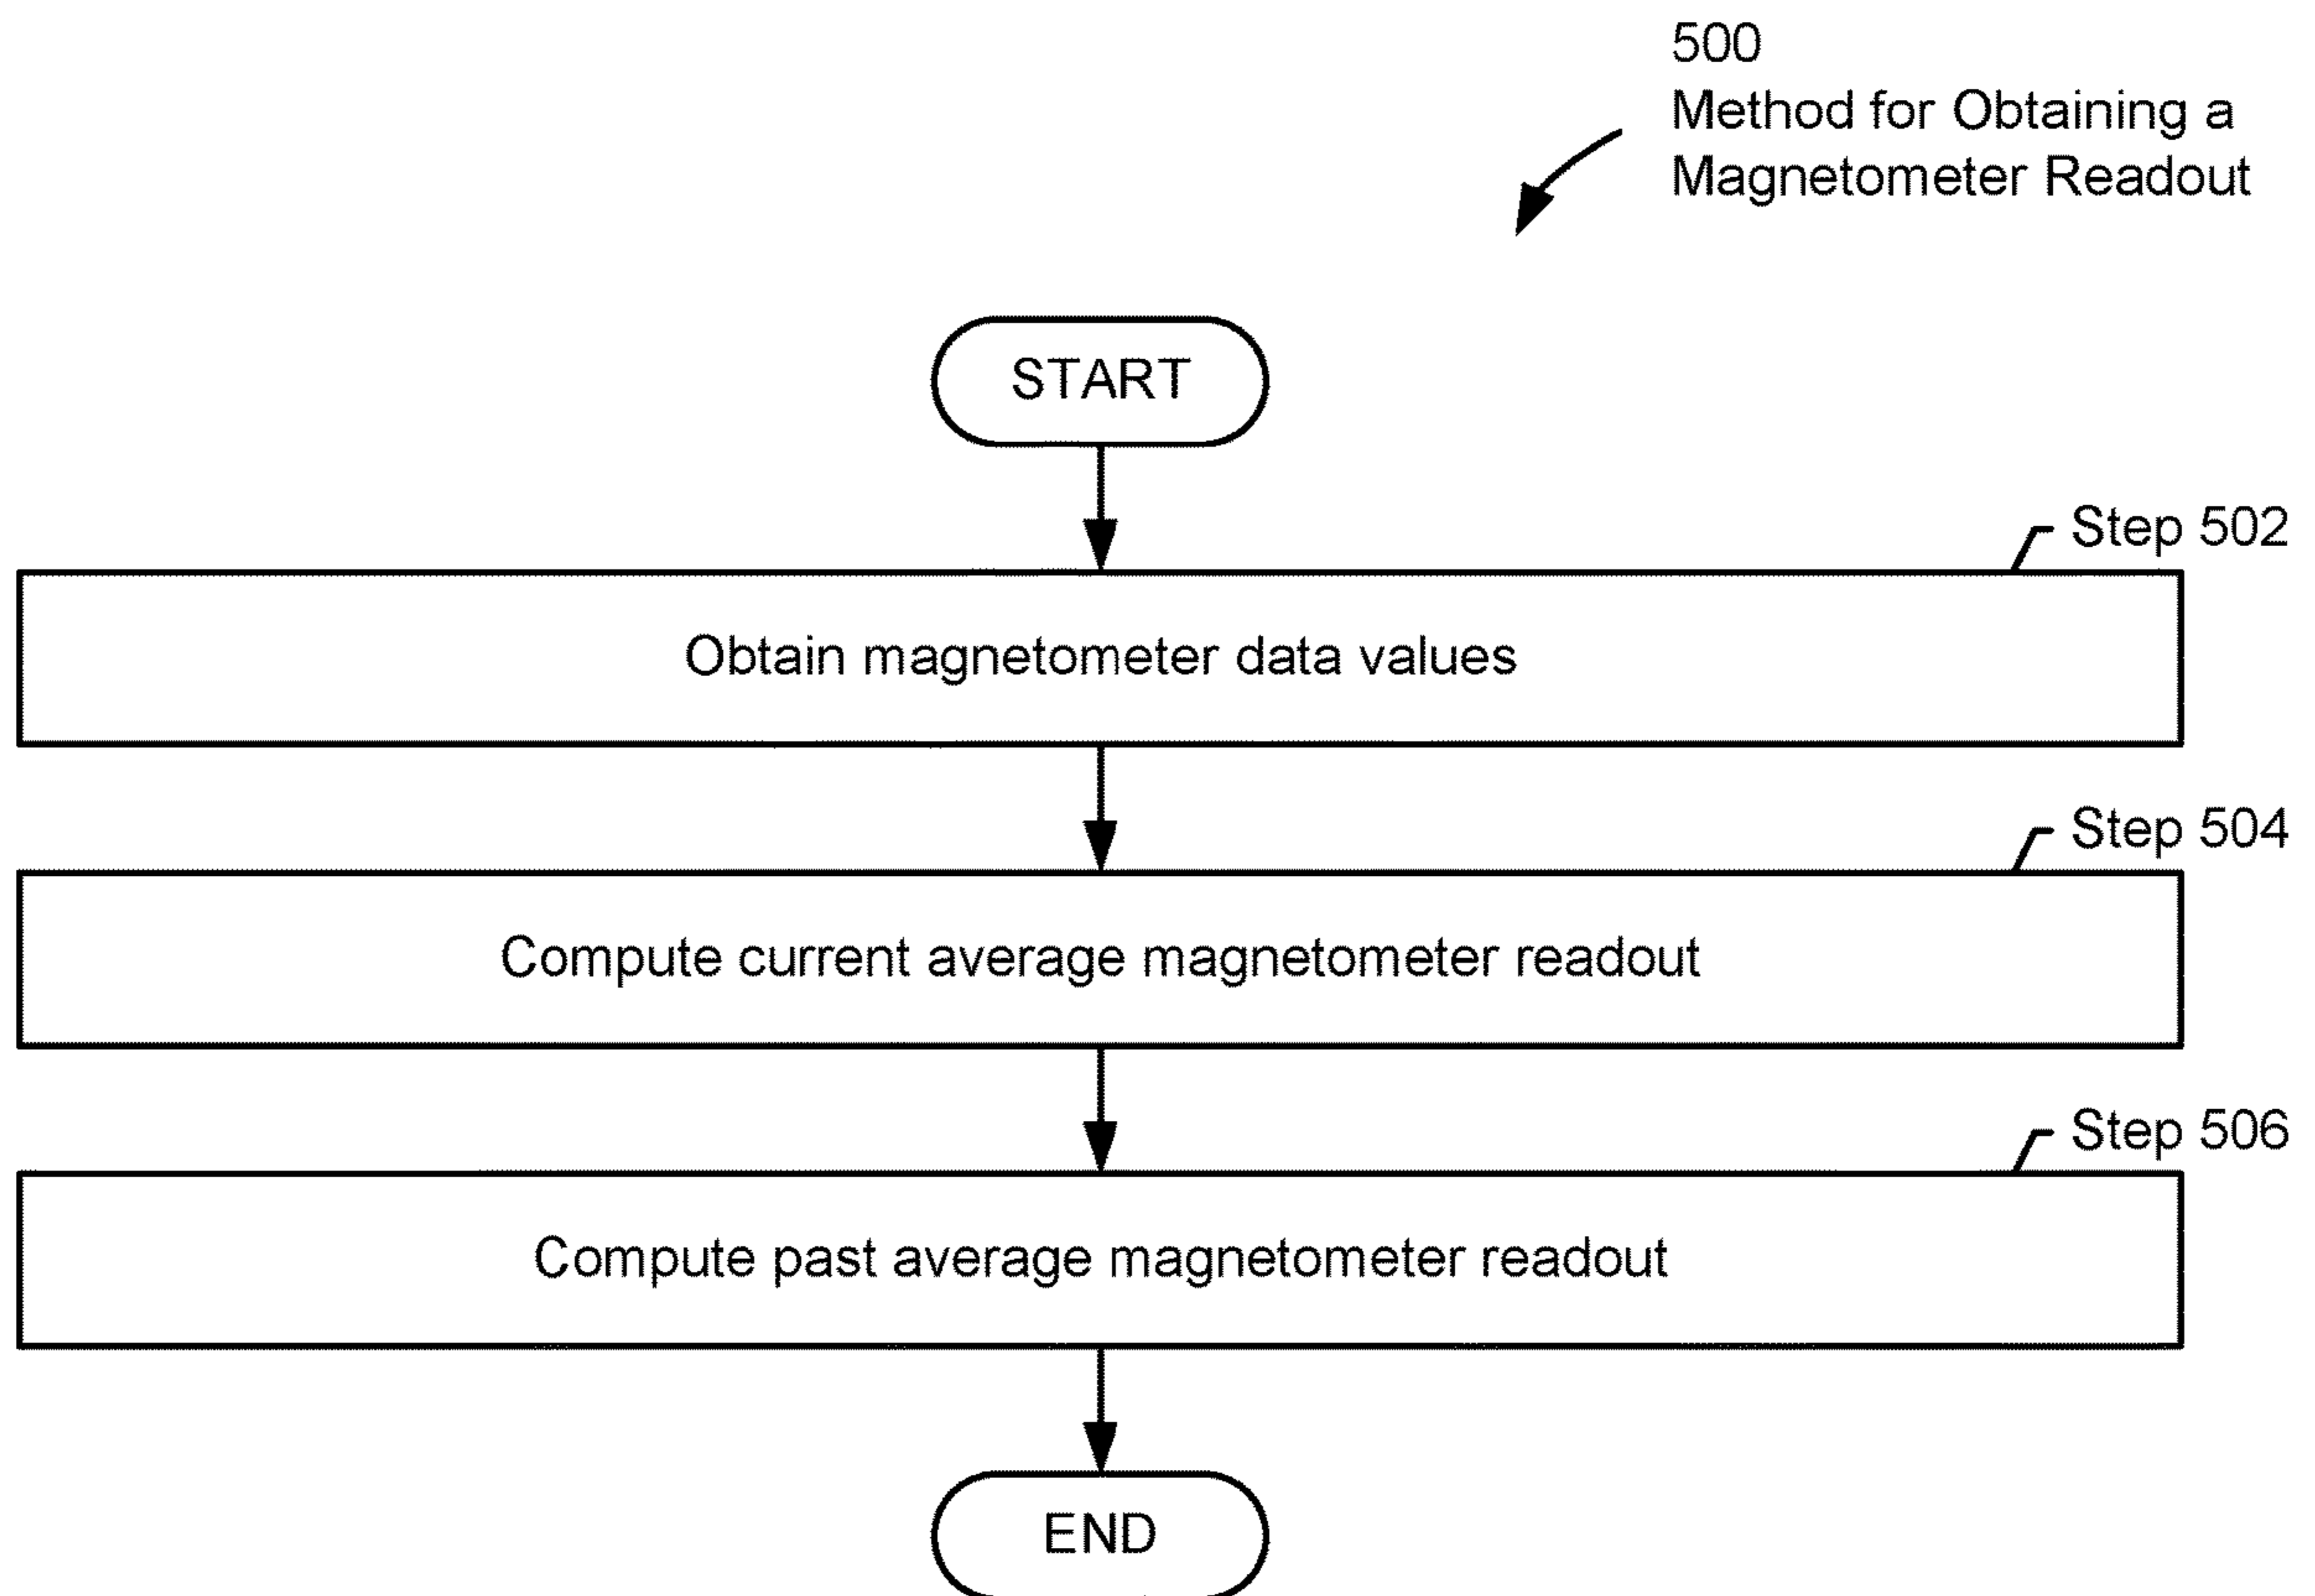 500
Method for Obtaining a
Magnetometer Readout
START
Step 502
Obtain magnetometer data values
Step 504
Compute current average magnetometer readout
Step 506
Compute past average magnetometer readout
END